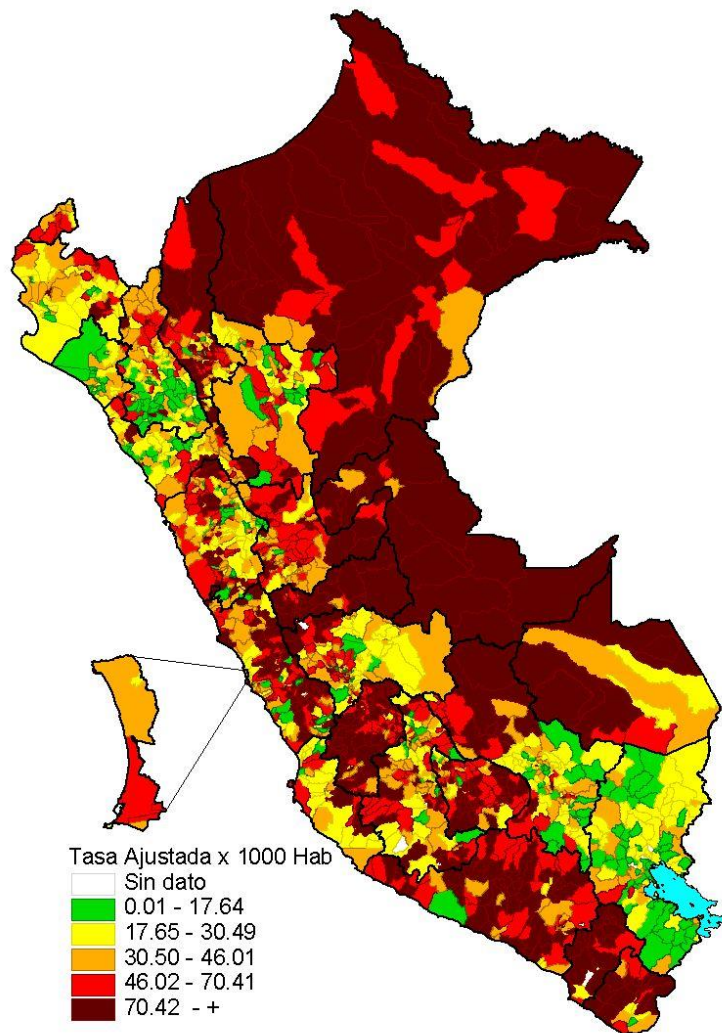 Tasa Ajustada x 1000 Hab
Sin dato
0.01 - 17.64
17.65 - 30.49
30.50 - 46.01
46.02 - 70.41
70.42 - +